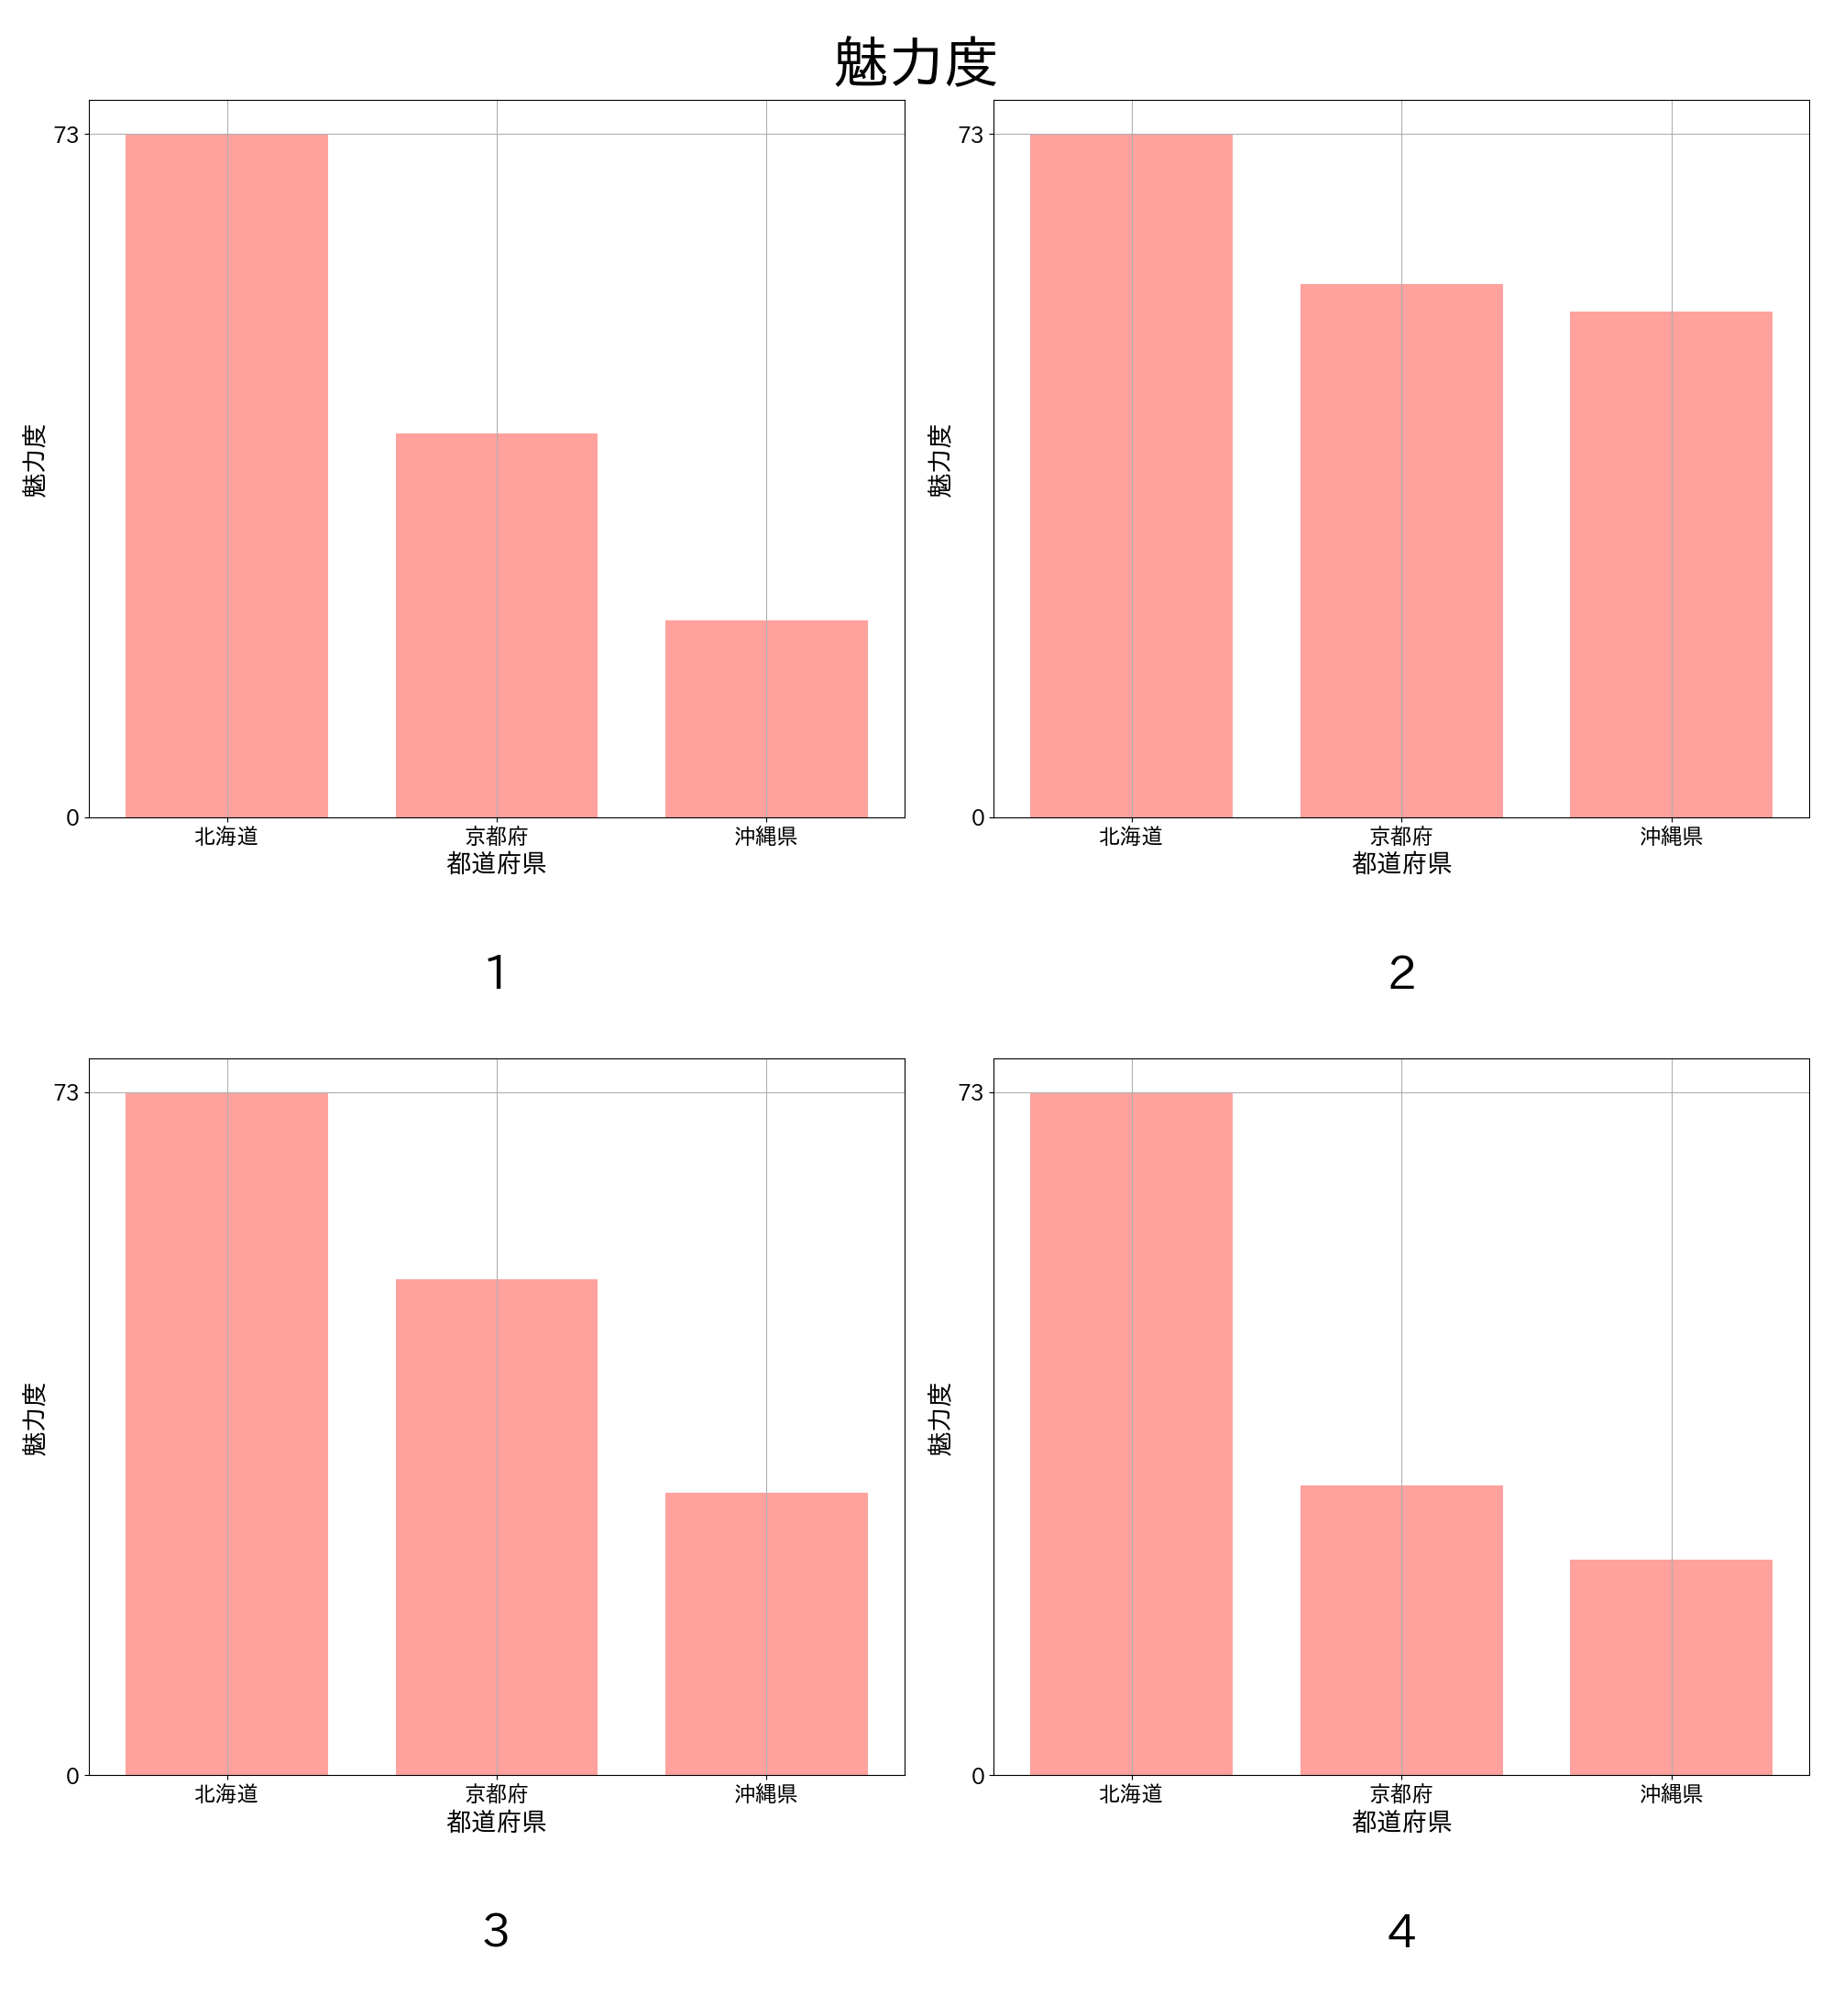 魅力度
73
魅力度
0
北海道 京都府 沖縄県
都道府県
1
73
魅力度
0
北海道 京都府 沖縄県
都道府県
2
73
魅力度
0
北海道 京都府 沖縄県
都道府県
3
73
魅力度
0
北海道 京都府 沖縄県
都道府県
4